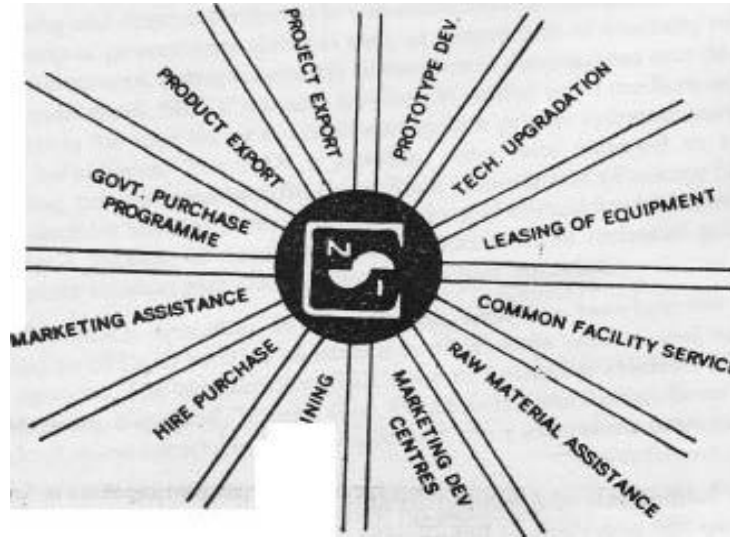 PROJECT EXPORT
PROTOTYPE DEV.
TECH. UPGRADATION
LEASING OF EQUIPMENT
COMMON FACILITY SERVICE
RAW MATERIAL ASSISTANCE
MARKETING DEV
CENTRES
HIRE PURCHASE
MARKETING ASSISTANCE
GOVT. PURCHASE
PROGRAMME
PRODUCT EXPORT